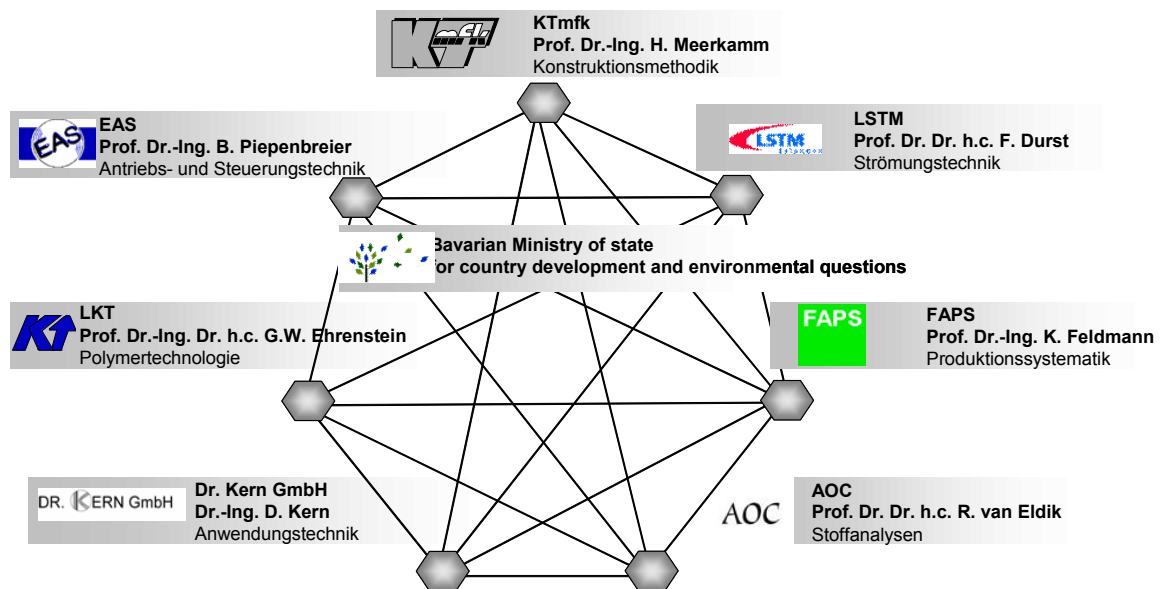 KT mfk
KTmfk
Prof. Dr.-Ing. H. Meerkamm
Konstruktionsmethodik
EAS
EAS
Prof. Dr.-Ing. B. Piepenbreier
Antriebs- und Steuerungstechnik
LSTM
LSTM
Prof. Dr. Dr. h.c. F. Durst
Strömungstechnik
Bavarian Ministry of state
for country development and environmental questions
KT
LKT
Prof. Dr.-Ing. Dr. h.c. G.W. Ehrenstein
Polymertechnologie
FAPS
FAPS
Prof. Dr.-Ing. K. Feldmann
Produktionssystematik
DR. KERN GmbH
Dr. Kern GmbH
Dr.-Ing. D. Kern
Anwendungstechnik
AOC
AOC
Prof. Dr. Dr. h.c. R. van Eldik
Stoffanalysen